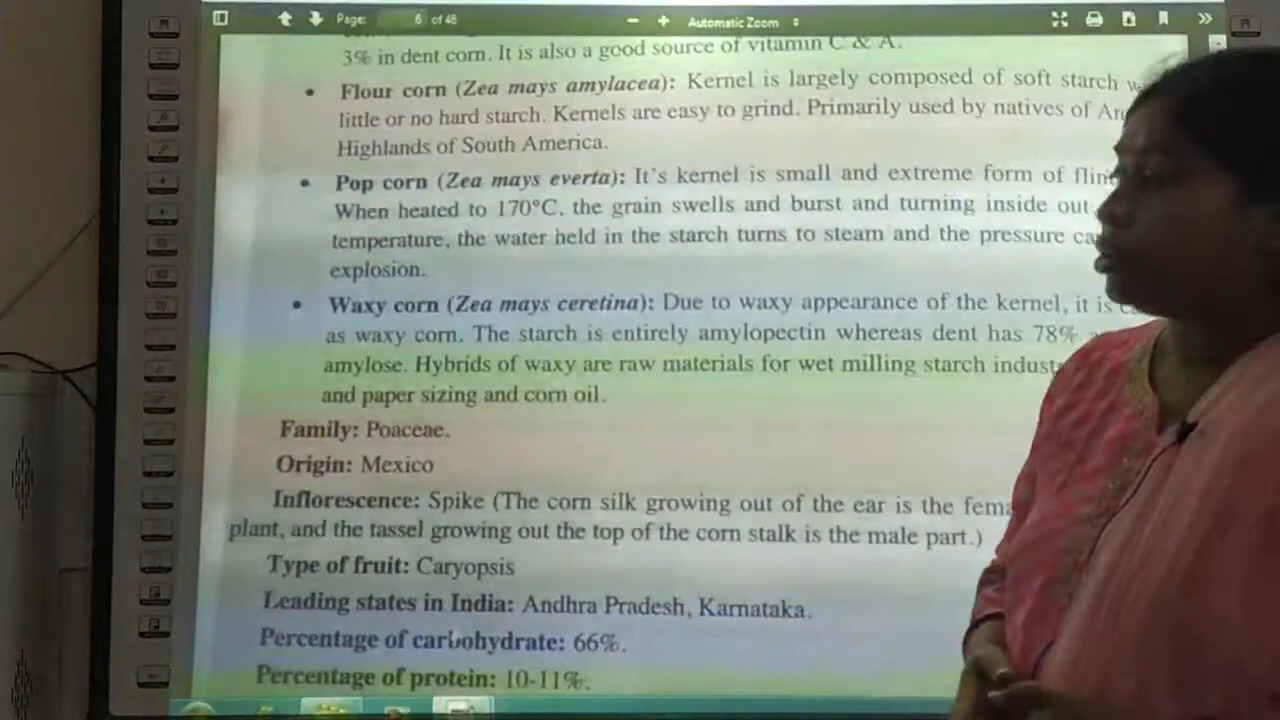 Page: 6 of 46 Automatic Zoom
3% in dent corn. It is also a good source of vitamin C & A.
• Flour corn (Zea mays amylacea): Kernel is largely composed of soft starch
little or no hard starch. Kernels are easy to grind. Primarily used by natives of
Highlands of South America.
• Pop corn (Zea mays everta): It's kernel is small and extreme form of
When heated to 170°C, the grain swells and burst and turning inside out
temperature, the water held in the starch turns to steam and the pressure
explosion.
• Waxy corn (Zea mays ceretina): Due to waxy appearance of the kernel, it is
as waxy corn. The starch is entirely amylopectin whereas dent has 78%
amylose. Hybrids of waxy are raw materials for wet milling starch
and paper sizing and corn oil.
Family: Poaceae.
Origin: Mexico
Inflorescence: Spike (The corn silk growing out of the ear is the
plant, and the tassel growing out the top of the corn stalk is the male part.)
Type of fruit: Caryopsis
Leading states in India: Andhra Pradesh, Karnataka.
Percentage of carbohydrate: 66%.
Percentage of protein: 10-11%.